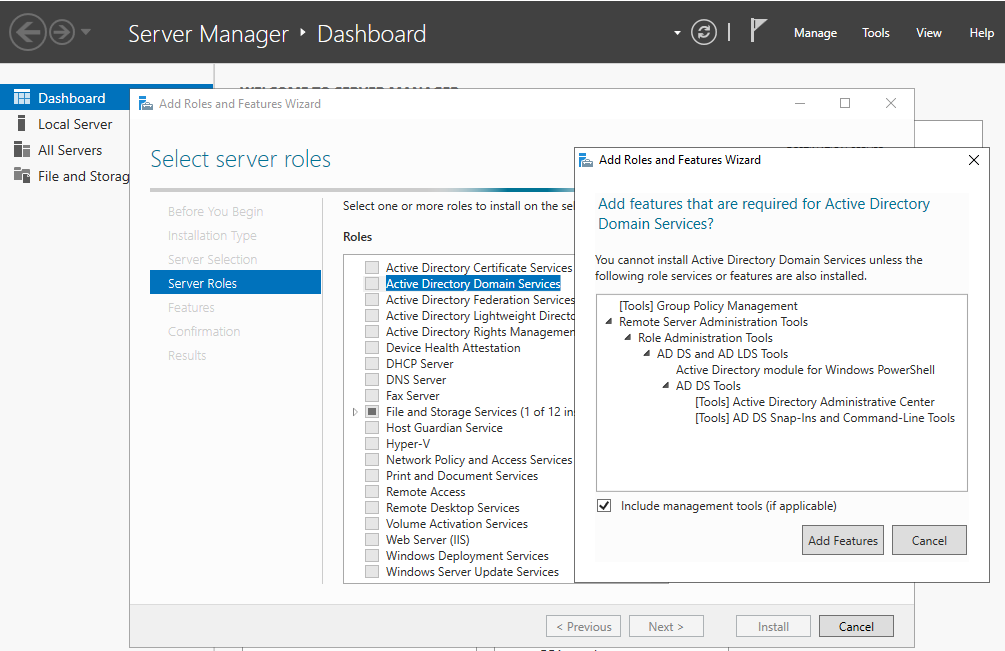 Server Manager ‣ Dashboard
Manage Tools View Help
Dashboard
Local Server
All Servers
File and Storag
Add Roles and Features Wizard
Select server roles
Before You Begin
Installation Type
Server Selection
Server Roles
Features
Confirmation
Results
Select one or more roles to install on the sel
Roles
Active Directory Certificate Services
Active Directory Domain Services
Active Directory Federation Services
Active Directory Lightweight Directo
Active Directory Rights Managemen
Device Health Attestation
DHCP Server
DNS Server
Fax Server
File and Storage Services (1 of 12 ins
Host Guardian Service
Hyper-V
Network Policy and Access Services
Print and Document Services
Remote Access
Remote Desktop Services
Volume Activation Services
Web Server (IIS)
Windows Deployment Services
Windows Server Update Services
< Previous Next > Install Cancel
Add Roles and Features Wizard
Add features that are required for Active Directory
Domain Services?
You cannot install Active Directory Domain Services unless the
following role services or features are also installed.
[Tools] Group Policy Management
Remote Server Administration Tools
Role Administration Tools
AD DS and AD LDS Tools
Active Directory module for Windows PowerShell
AD DS Tools
[Tools] Active Directory Administrative Center
[Tools] AD DS Snap-Ins and Command-Line Tools
Include management tools (if applicable)
Add Features Cancel